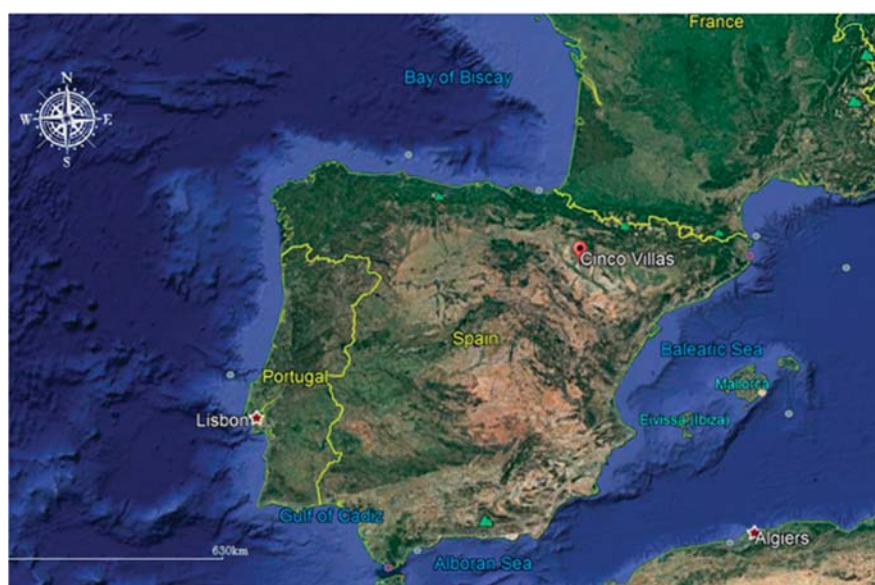 France
Bay of Biscay
N
W E
S
Cinco Villas
Spain
Balearic Sea
Portugal
Mallorca
Lisbon
Eivissa (Ibiza)
Gulf of Cádiz
630km
Algiers
Alboran Sea